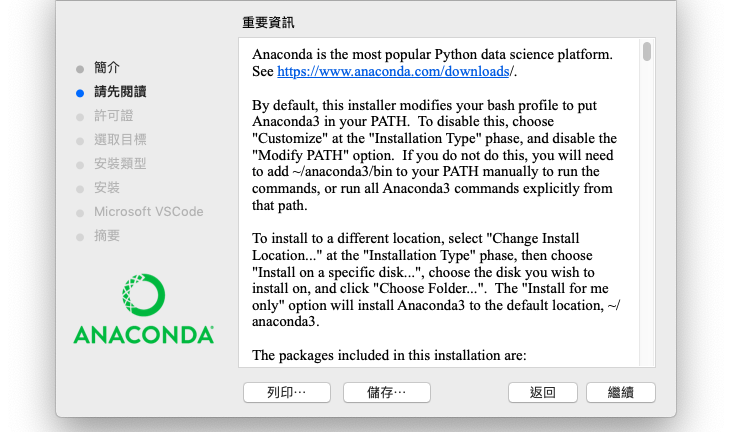 重要資訊
簡介
請先閱讀
許可證
選取目標
安裝類型
安裝
Microsoft VSCode
摘要
ANACONDA
Anaconda is the most popular Python data science platform.
See https://www.anaconda.com/downloads/.
By default, this installer modifies your bash profile to put
Anaconda3 in your PATH.  To disable this, choose
"Customize" at the "Installation Type" phase, and disable the
"Modify PATH" option.  If you do not do this, you will need
to add ~/anaconda3/bin to your PATH manually to run the
commands, or run all Anaconda3 commands explicitly from
that path.
To install to a different location, select "Change Install
Location..." at the "Installation Type" phase, then choose
"Install on a specific disk...", choose the disk you wish to
install on, and click "Choose Folder...".  The "Install for me
only" option will install Anaconda3 to the default location, ~/
anaconda3.
The packages included in this installation are:
列印⋯
儲存⋯
返回
繼續